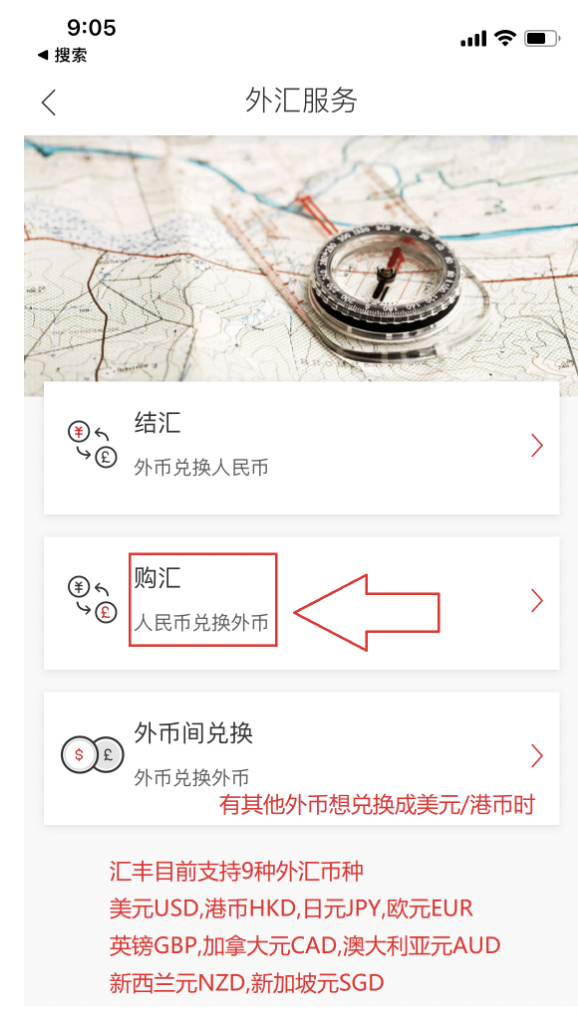 9:05
搜索
外汇服务
结汇
外币兑换人民币
购汇
人民币兑换外币
外币间兑换
外币兑换外币
有其他外币想兑换成美元/港币时
汇丰目前支持9种外汇币种
美元USD,港币HKD,日元JPY,欧元EUR
英镑GBP,加拿大元CAD,澳大利亚元AUD
新西兰元NZD,新加坡元SGD